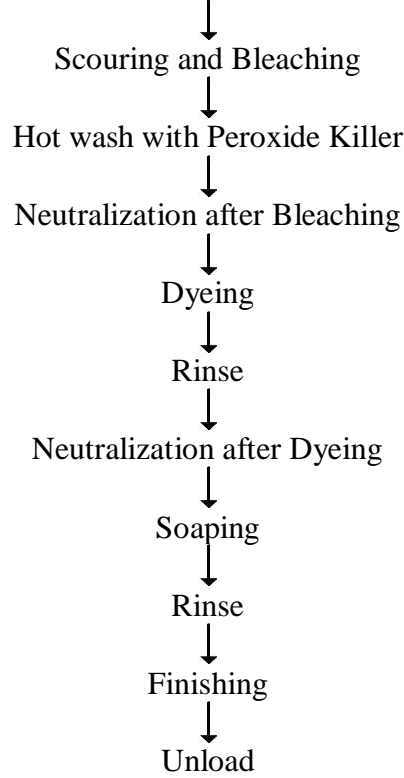 Scouring and Bleaching
Hot wash with Peroxide Killer
Neutralization after Bleaching
Dyeing
Rinse
Neutralization after Dyeing
Soaping
Rinse
Finishing
Unload